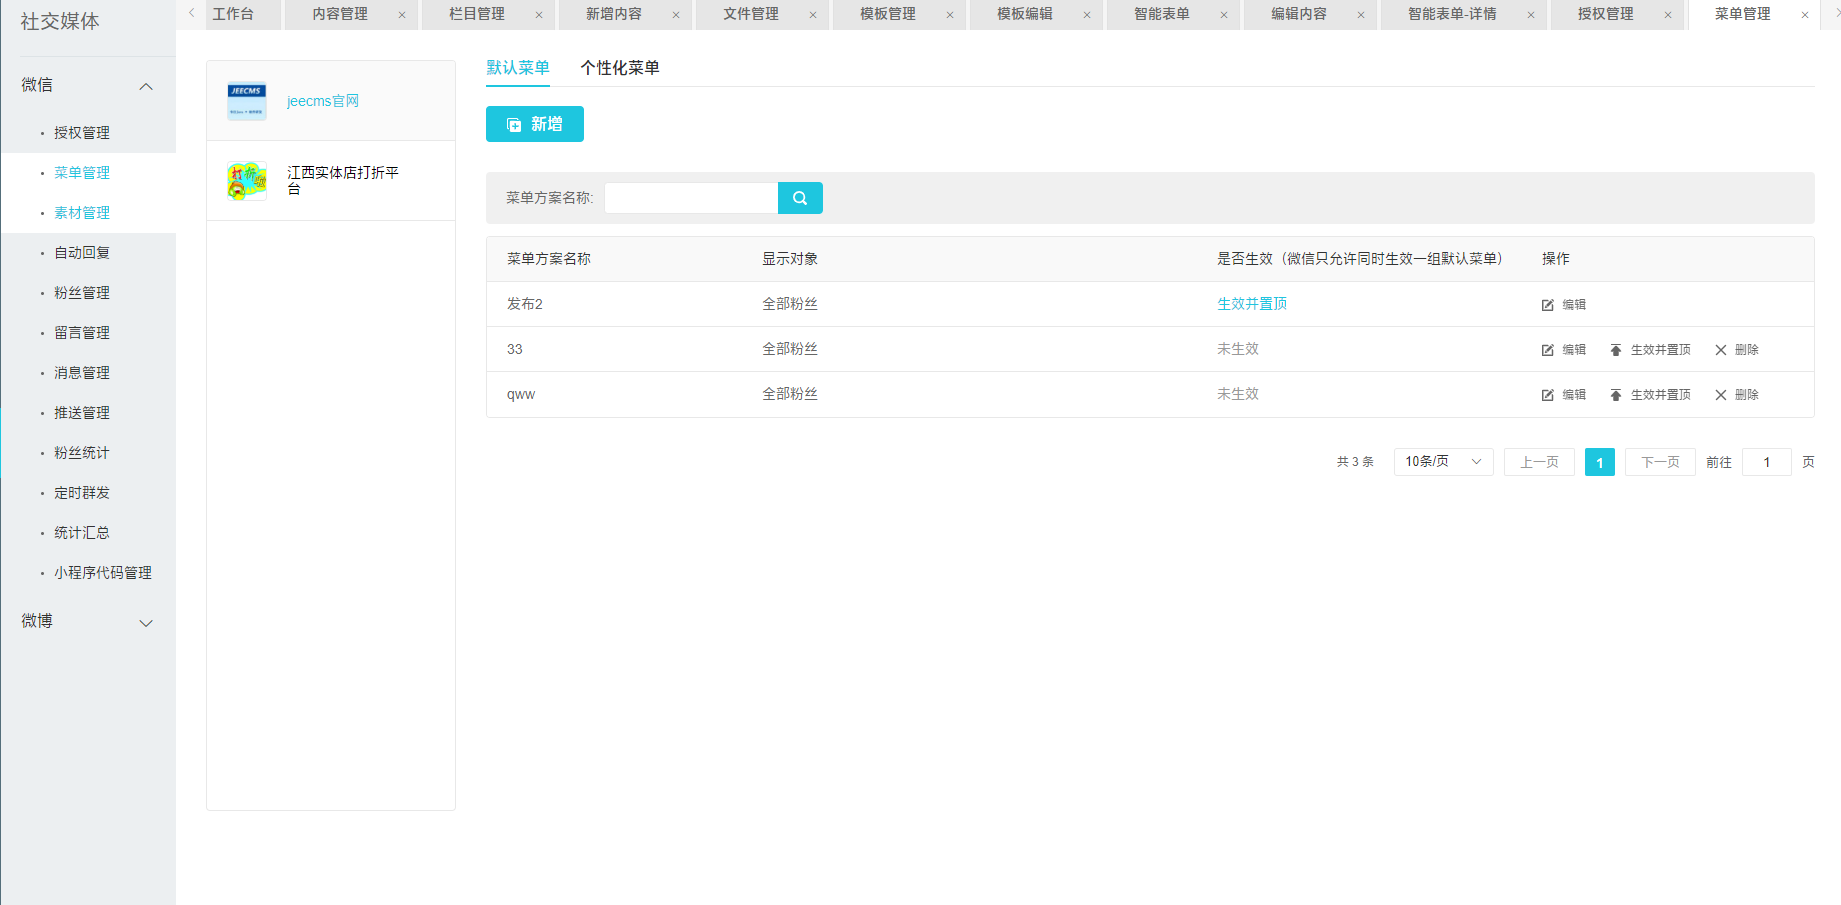 社交媒体
微信
授权管理
菜单管理
素材管理
自动回复
粉丝管理
留言管理
消息管理
推送管理
粉丝统计
定时群发
统计汇总
小程序代码管理
微博
工作台 内容管理 栏目管理 新增内容 文件管理 模板管理 模板编辑 智能表单 编辑内容 智能表单-详情 授权管理 菜单管理
JEECMS
jeecms官网
打折啦
江西实体店打折平
台
默认菜单 个性化菜单
新增
菜单方案名称:
菜单方案名称 显示对象 是否生效（微信只允许同时生效一组默认菜单） 操作
发布2 全部粉丝 生效并置顶 编辑
33 全部粉丝 未生效 编辑 生效并置顶 删除
qww 全部粉丝 未生效 编辑 生效并置顶 删除
共 3 条 10条/页 上一页 1 下一页 前往 1 页